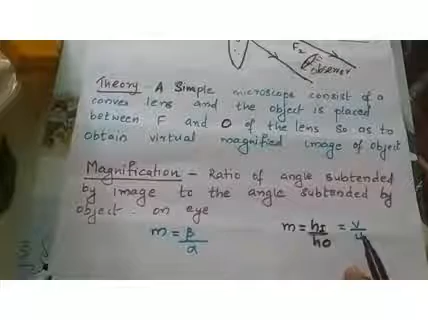 F2
observer
Theory - A Simple microscope consist of a
convex lens and the object is placed
between F and O of the lens so as to
obtain virtual magnified image of object
Magnification - Ratio of angle subtended
by image to the angle subtended by
object on eye
m = β/α m = hI/hO = v/u